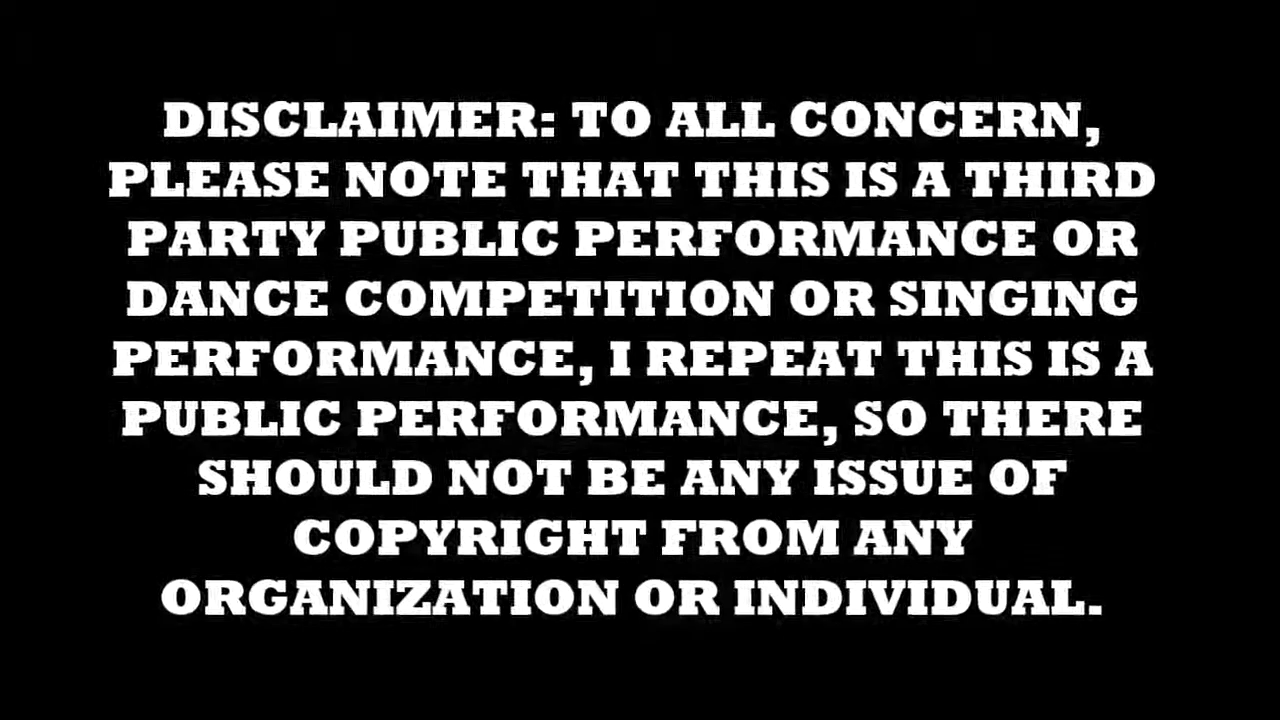 DISCLAIMER: TO ALL CONCERN,
PLEASE NOTE THAT THIS IS A THIRD
PARTY PUBLIC PERFORMANCE OR
DANCE COMPETITION OR SINGING
PERFORMANCE, I REPEAT THIS IS A
PUBLIC PERFORMANCE, SO THERE
SHOULD NOT BE ANY ISSUE OF
COPYRIGHT FROM ANY
ORGANIZATION OR INDIVIDUAL.